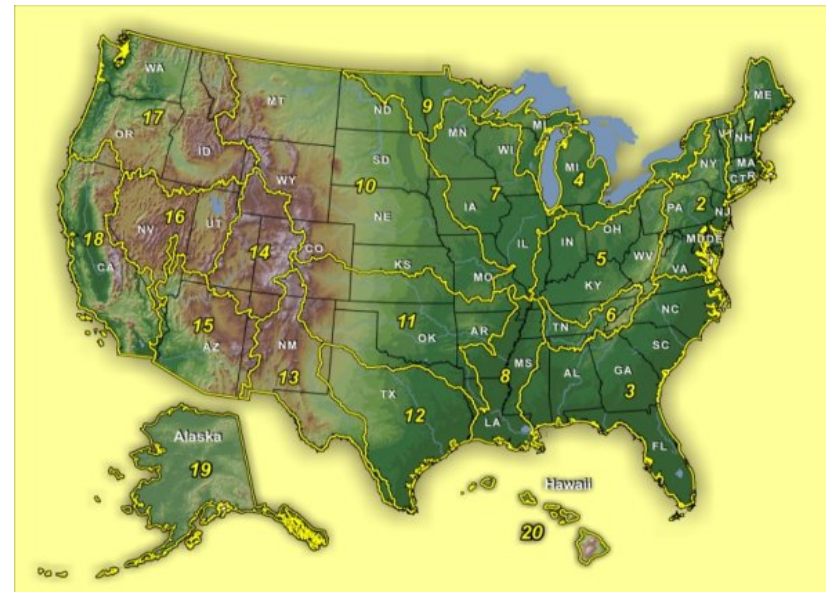 ME
WA
1
MT
VT
NH
9
ND
17
MN
MI
OR
MA
NY
WI
MI
CT
R
ID
SD
4
10
WY
7
2
PA
NJ
IA
16
NE
OH
UT
IN
MD
DE
NV
IL
18
14
CO
5
WV
CA
KS
VA
MO
KY
NC
6
15
11
AR
TN
OK
SC
AZ
NM
MS
AL
GA
13
8
3
TX
12
LA
FL
Alaska
19
Hawaii
20